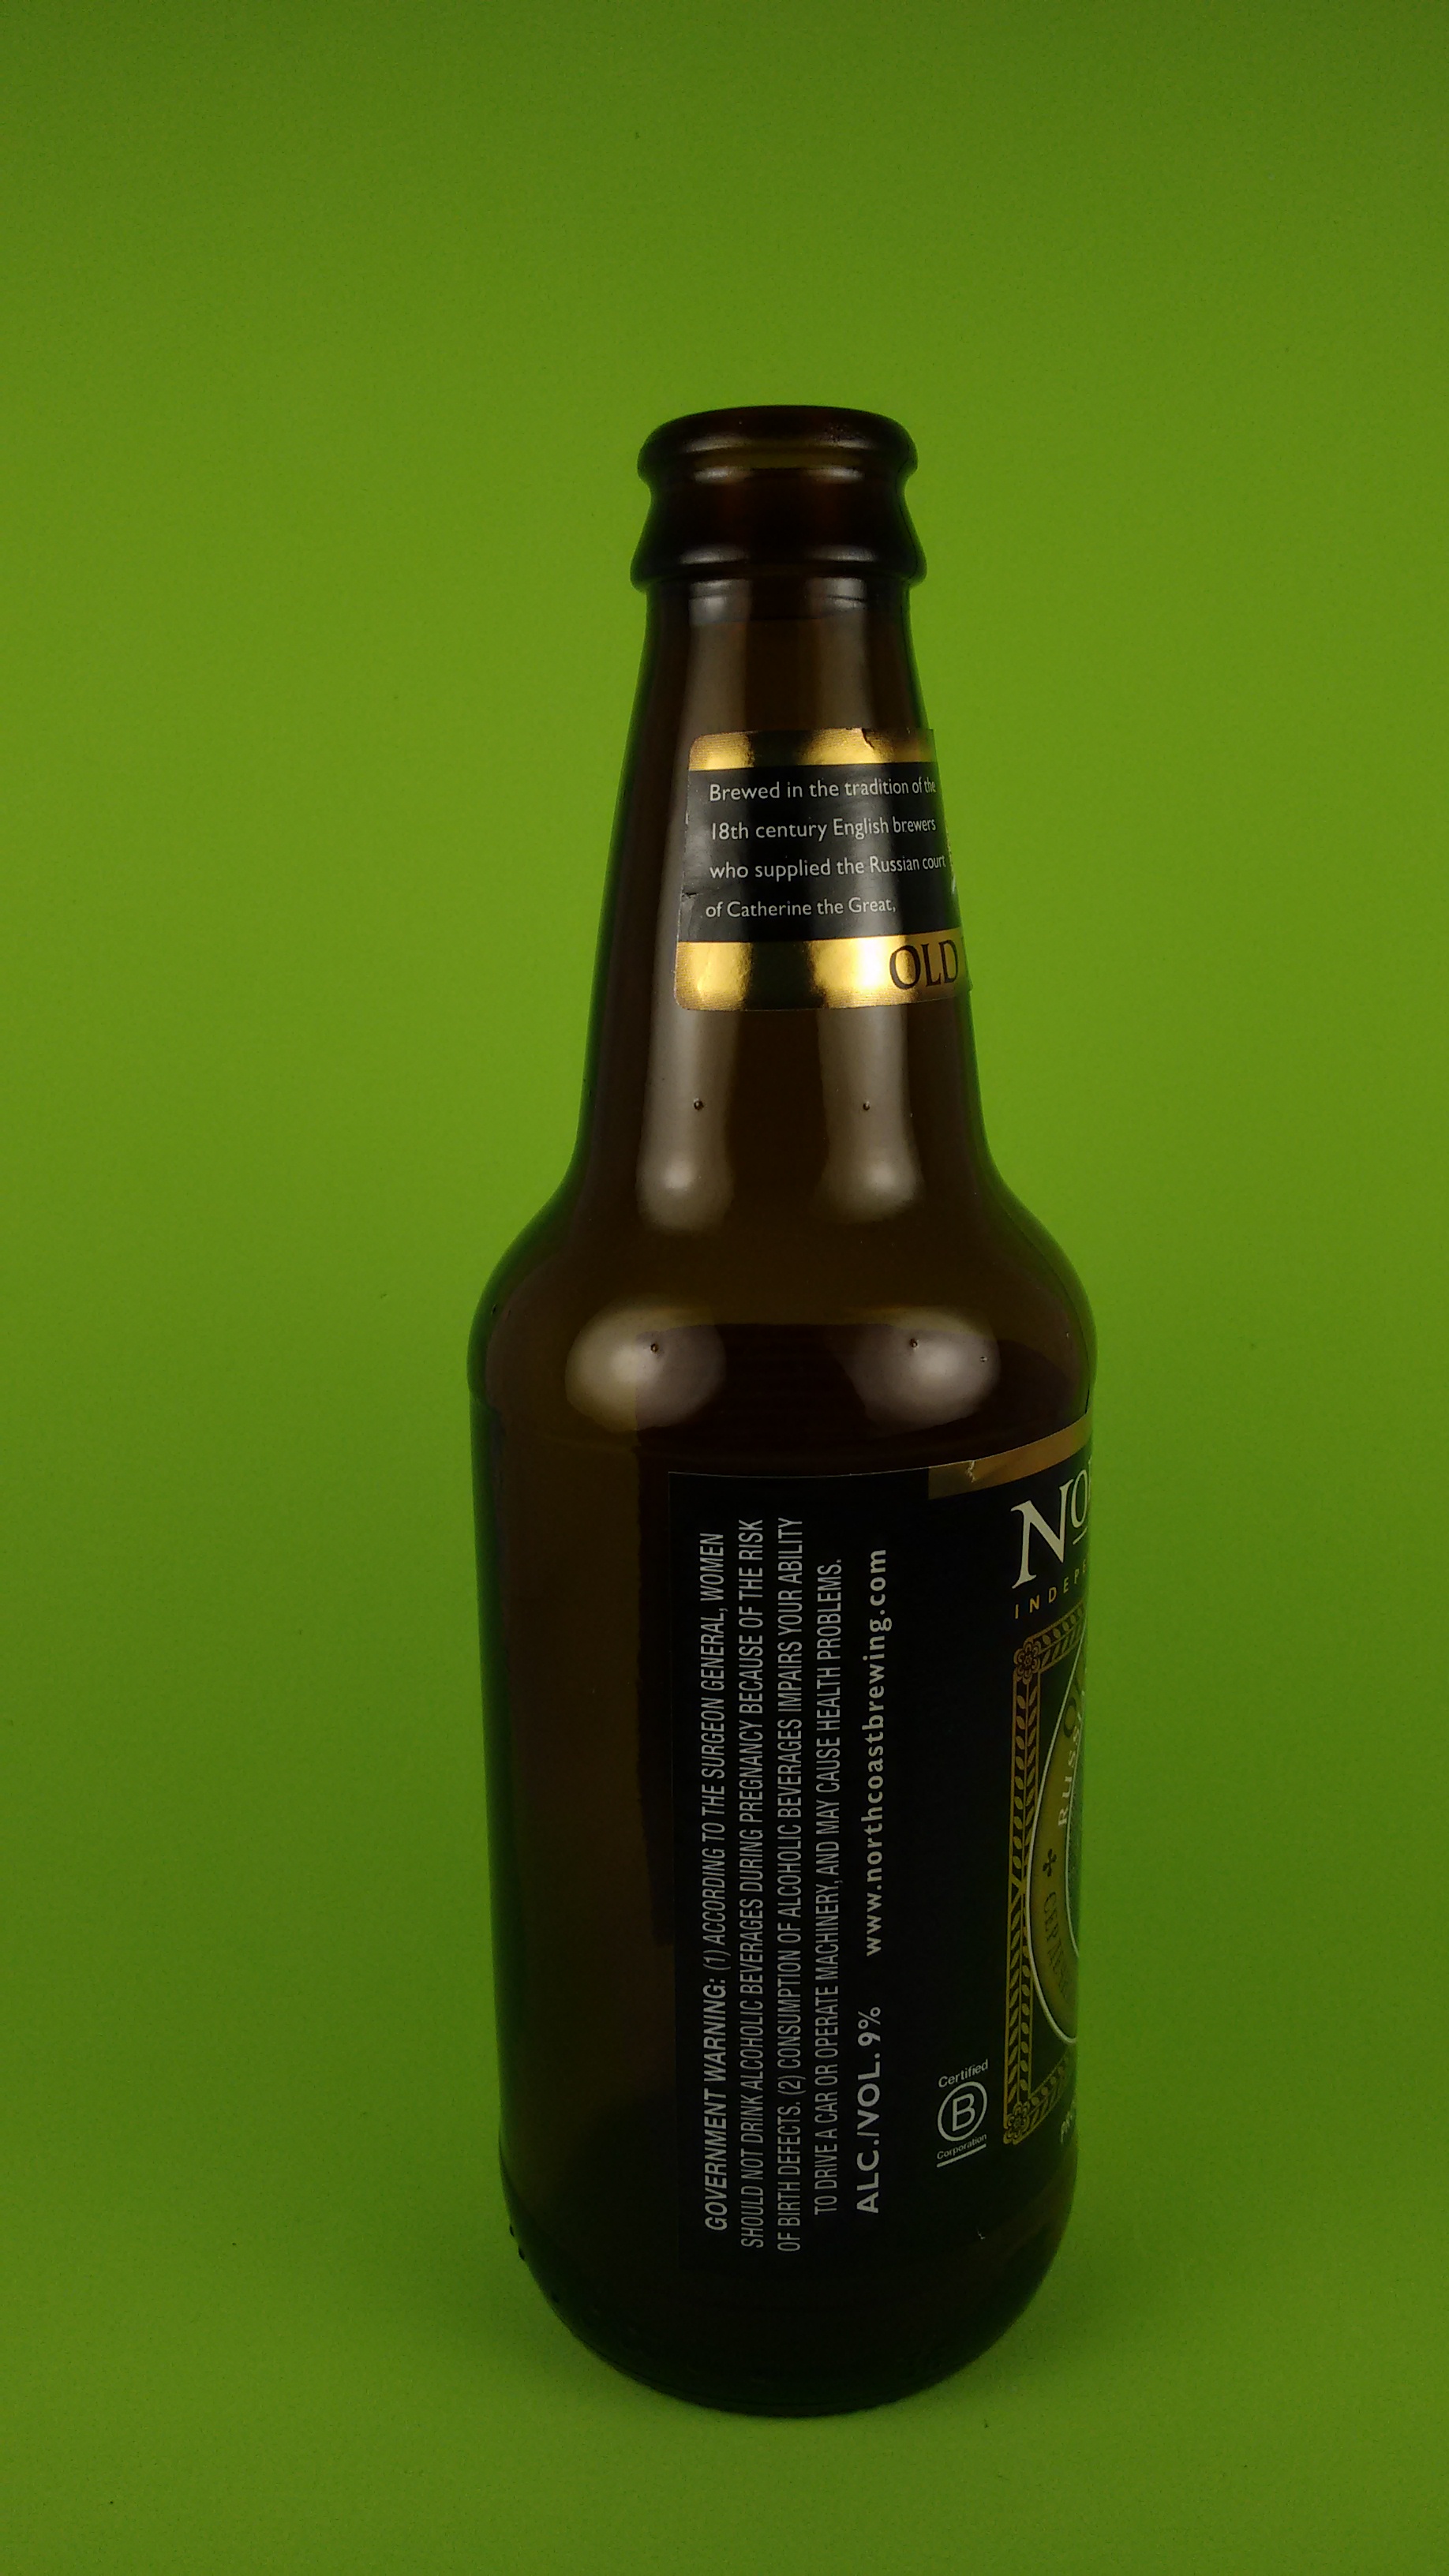 Brewed in the tradition of the
18th century English brewers
who supplied the Russian court
of Catherine the Great,
OLD
GOVERNMENT WARNING: (1) ACCORDING TO THE SURGEON GENERAL, WOMEN
SHOULD NOT DRINK ALCOHOLIC BEVERAGES DURING PREGNANCY BECAUSE OF THE RISK
OF BIRTH DEFECTS. (2) CONSUMPTION OF ALCOHOLIC BEVERAGES IMPAIRS YOUR ABILITY
TO DRIVE A CAR OR OPERATE MACHINERY, AND MAY CAUSE HEALTH PROBLEMS.
ALC./VOL. 9% www.northcoastbrewing.com
Certified
B
Corporation